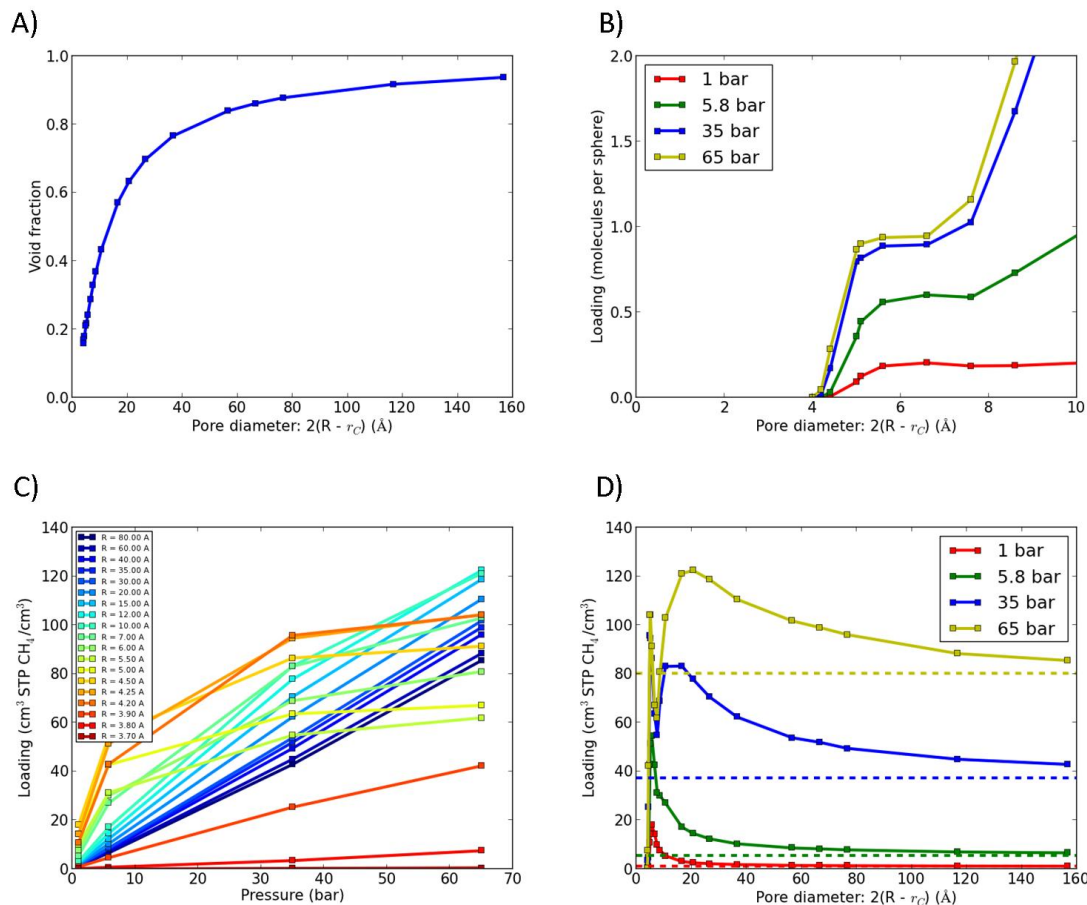 A)
1.0
0.8
0.6
0.4
0.2
0.0
Void fraction
0 20 40 60 80 100 120 140 160
Pore diameter: 2(R - r_C) (Å)
B)
2.0
1.5
1.0
0.5
0.0
Loading (molecules per sphere)
1 bar
5.8 bar
35 bar
65 bar
0 2 4 6 8 10
Pore diameter: 2(R - r_C) (Å)
C)
140
120
100
80
60
40
20
0
Loading (cm³ STP CH₄/cm³)
R = 80.00 A
R = 60.00 A
R = 40.00 A
R = 35.00 A
R = 30.00 A
R = 20.00 A
R = 15.00 A
R = 12.00 A
R = 10.00 A
R = 7.00 A
R = 6.00 A
R = 5.50 A
R = 5.00 A
R = 4.50 A
R = 4.25 A
R = 4.20 A
R = 3.90 A
R = 3.80 A
R = 3.70 A
0 10 20 30 40 50 60 70
Pressure (bar)
D)
140
120
100
80
60
40
20
0
Loading (cm³ STP CH₄/cm³)
1 bar
5.8 bar
35 bar
65 bar
0 20 40 60 80 100 120 140 160
Pore diameter: 2(R - r_C) (Å)